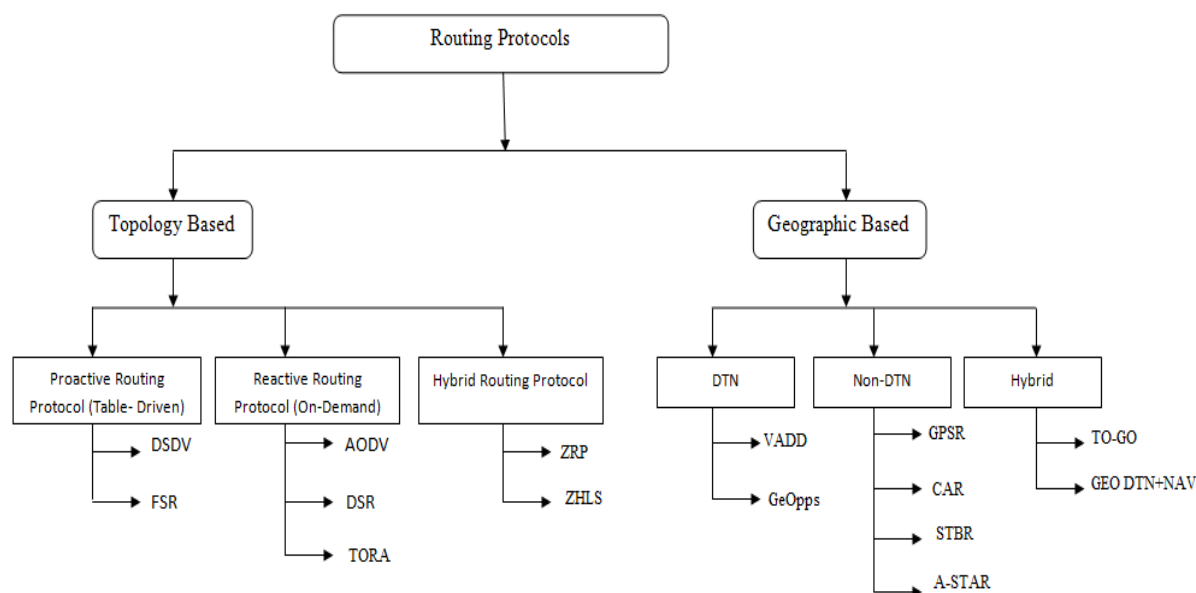 Routing Protocols
Topology Based
Geographic Based
Proactive Routing
Protocol (Table- Driven)
Reactive Routing
Protocol (On-Demand)
Hybrid Routing Protocol
DTN
Non-DTN
Hybrid
DSDV
FSR
AODV
DSR
TORA
ZRP
ZHLS
VADD
GeOpps
GPSR
CAR
STBR
A-STAR
TO-GO
GEO DTN+NAV